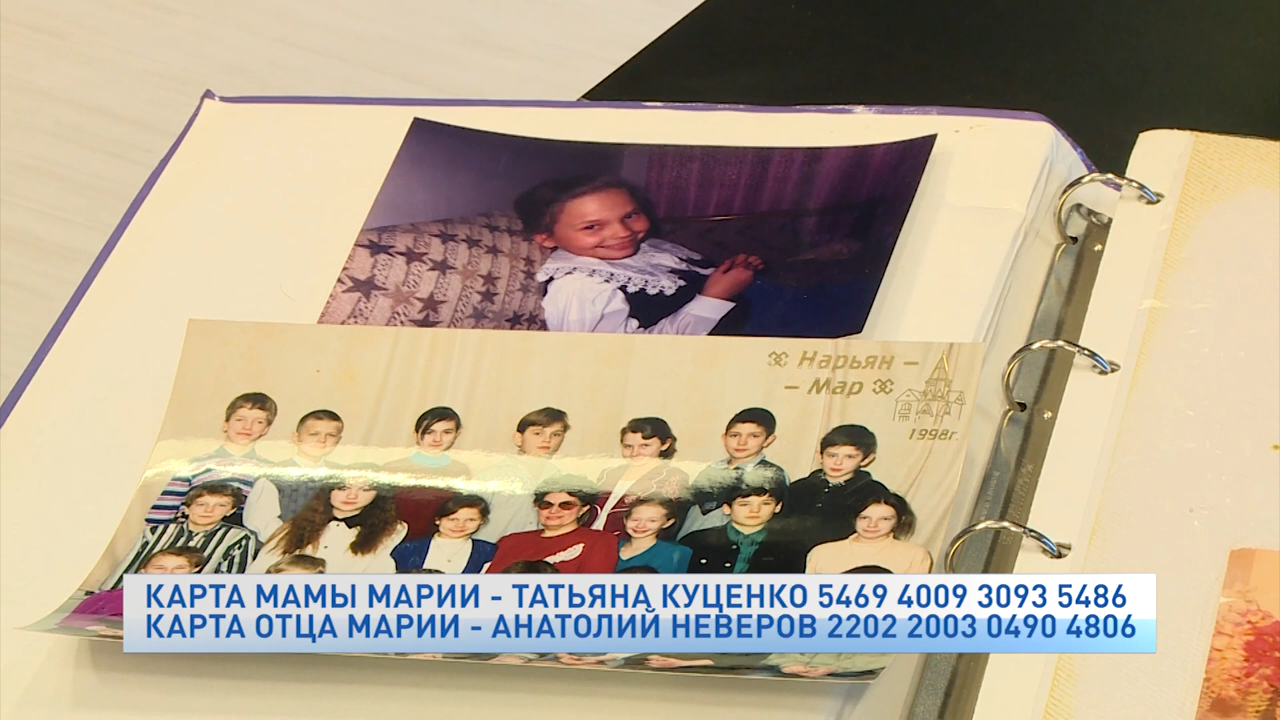 Нарьян –
– Мар
1998г.
КАРТА МАМЫ МАРИИ - ТАТЬЯНА КУЦЕНКО 5469 4009 3093 5486
КАРТА ОТЦА МАРИИ - АНАТОЛИЙ НЕВЕРОВ 2202 2003 0490 4806